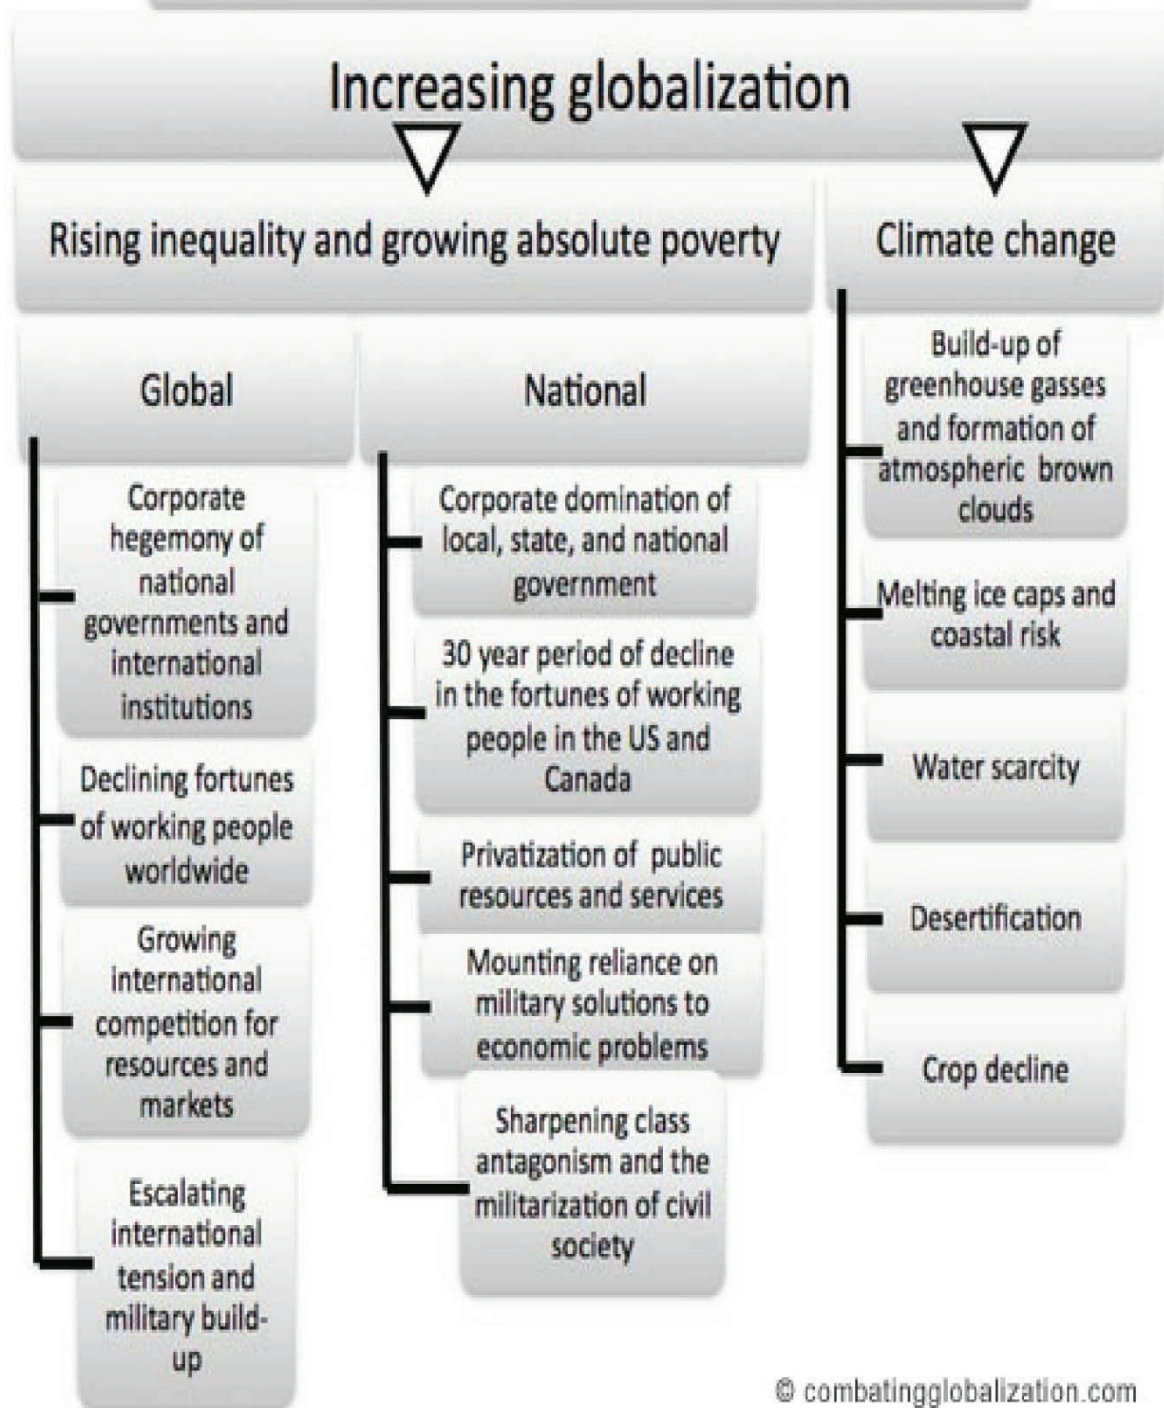 Increasing globalization
Rising inequality and growing absolute poverty
Climate change
Global
National
Corporate
hegemony of
national
governments and
international
institutions
Declining fortunes
of working people
worldwide
Growing
international
competition for
resources and
markets
Escalating
international
tension and
military build-
up
Corporate domination of
local, state, and national
government
30 year period of decline
in the fortunes of working
people in the US and
Canada
Privatization of public
resources and services
Mounting reliance on
military solutions to
economic problems
Sharpening class
antagonism and the
militarization of civil
society
Build-up of
greenhouse gasses
and formation of
atmospheric brown
clouds
Melting ice caps and
coastal risk
Water scarcity
Desertification
Crop decline
© combatingglobalization.com